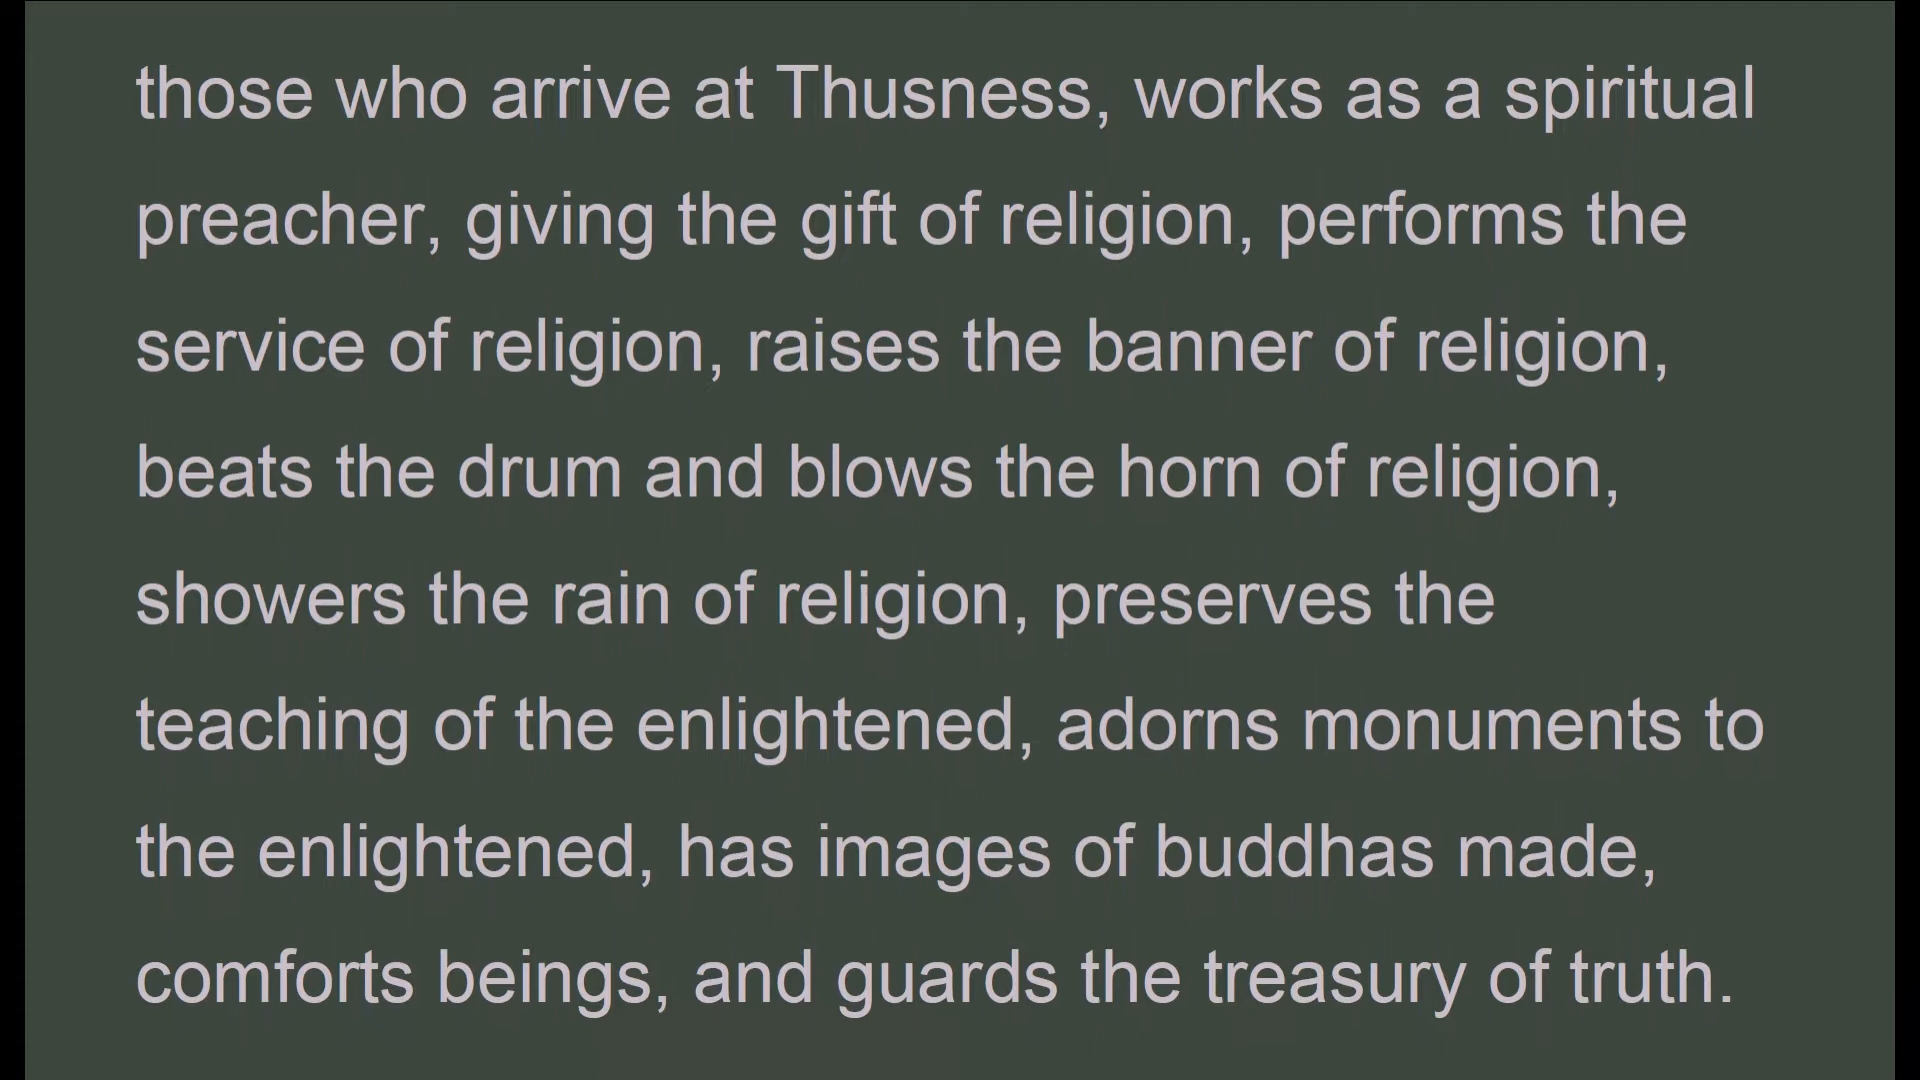 those who arrive at Thusness, works as a spiritual
preacher, giving the gift of religion, performs the
service of religion, raises the banner of religion,
beats the drum and blows the horn of religion,
showers the rain of religion, preserves the
teaching of the enlightened, adorns monuments to
the enlightened, has images of buddhas made,
comforts beings, and guards the treasury of truth.